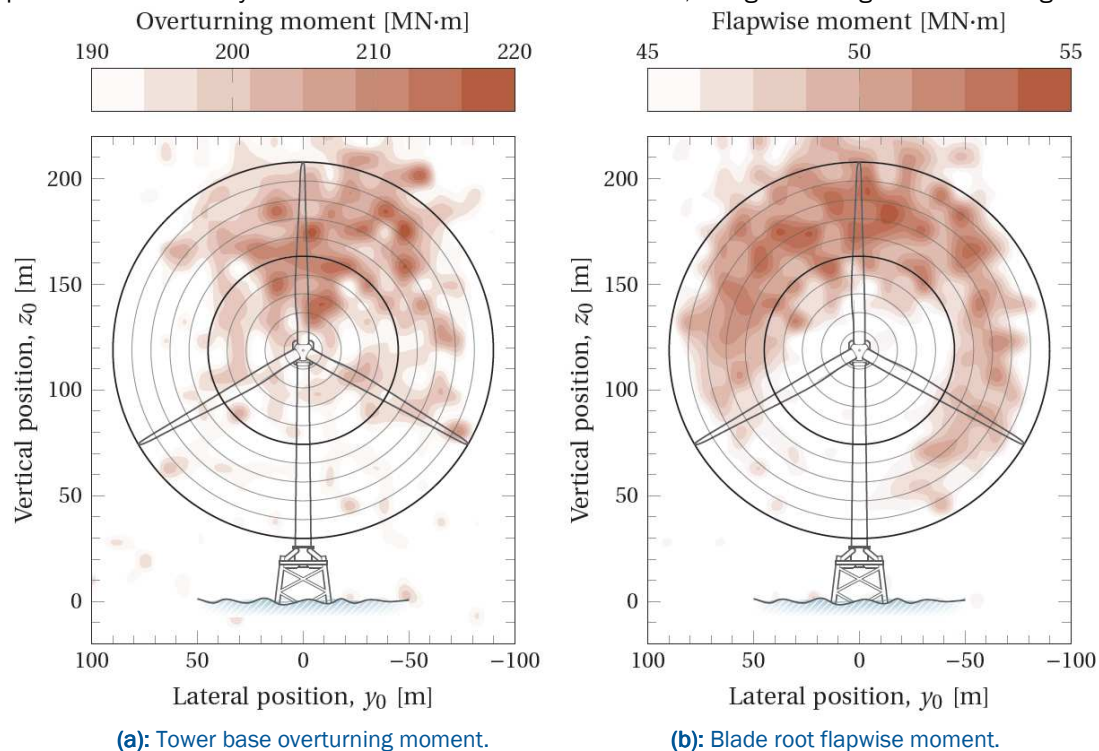 Overturning moment [MN·m]
190 200 210 220
Vertical position, z0 [m]
200
150
100
50
0
100 50 0 −50 −100
Lateral position, y0 [m]
(a): Tower base overturning moment.
Flapwise moment [MN·m]
45 50 55
Vertical position, z0 [m]
200
150
100
50
0
100 50 0 −50 −100
Lateral position, y0 [m]
(b): Blade root flapwise moment.